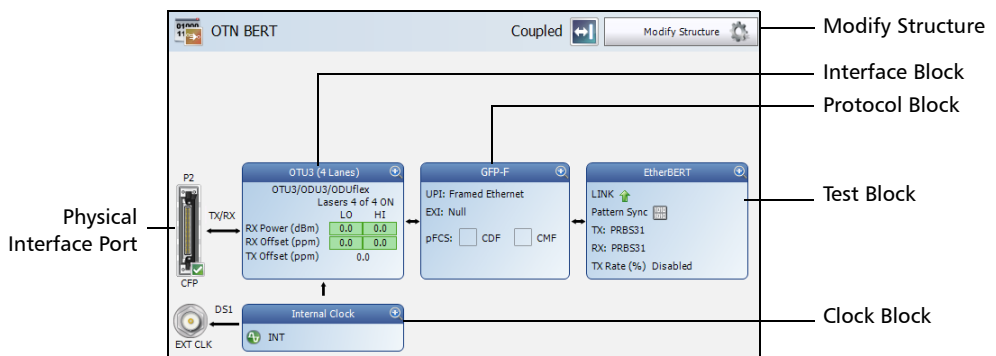 OTN BERT
Coupled
Modify Structure
Modify Structure
Interface Block
Protocol Block
Test Block
Clock Block
Physical
Interface Port
P2
TX/RX
CFP
OTU3 (4 Lanes)
OTU3/ODU3/ODUflex
Lasers 4 of 4 ON
LO HI
RX Power (dBm) 0.0 0.0
RX Offset (ppm) 0.0 0.0
TX Offset (ppm) 0.0
GFP-F
UPI: Framed Ethernet
EXI: Null
pFCS: CDF CMF
EtherBERT
LINK
Pattern Sync
TX: PRBS31
RX: PRBS31
TX Rate (%) Disabled
DS1
EXT CLK
Internal Clock
INT